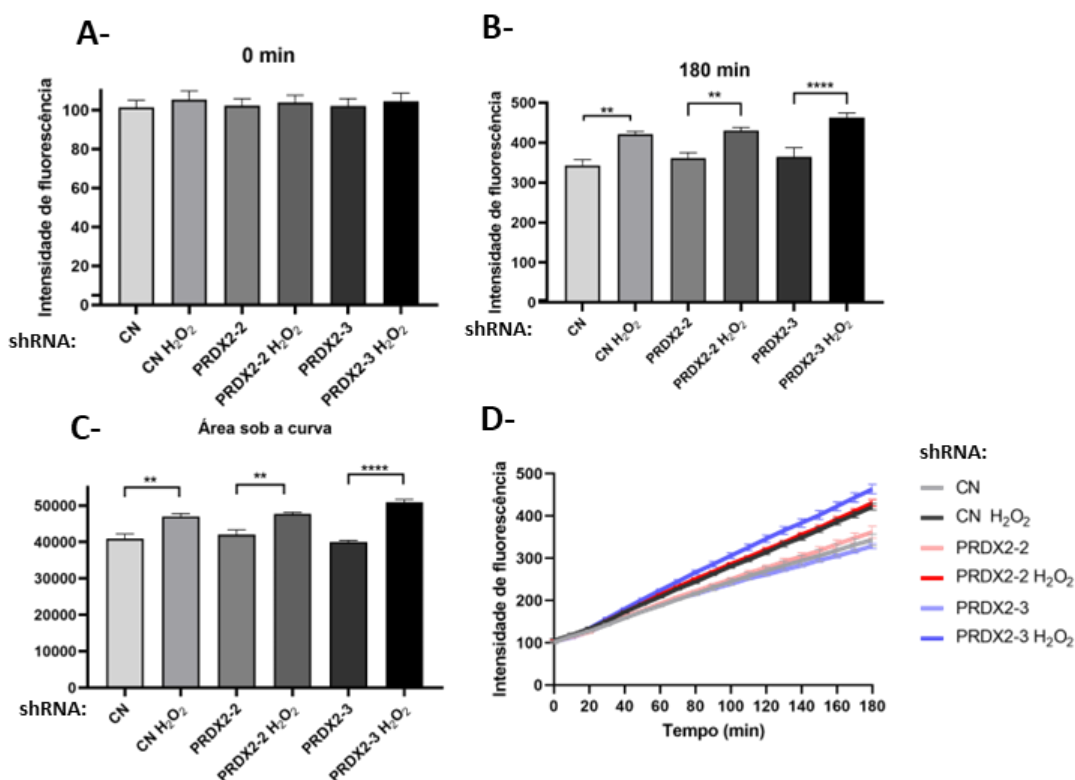 A-
0 min
Intensidade de fluorescência
100
80
60
40
20
0
shRNA:
CN
CN H₂O₂
PRDX2-2
PRDX2-2 H₂O₂
PRDX2-3
PRDX2-3 H₂O₂
B-
180 min
Intensidade de fluorescência
500
400
300
200
100
0
**
**
****
shRNA:
CN
CN H₂O₂
PRDX2-2
PRDX2-2 H₂O₂
PRDX2-3
PRDX2-3 H₂O₂
C-
Área sob a curva
50000
40000
30000
20000
10000
0
**
**
****
shRNA:
CN
CN H₂O₂
PRDX2-2
PRDX2-2 H₂O₂
PRDX2-3
PRDX2-3 H₂O₂
D-
Intensidade de fluorescência
500
400
300
200
100
0
0 20 40 60 80 100 120 140 160 180
Tempo (min)
shRNA:
CN
CN H₂O₂
PRDX2-2
PRDX2-2 H₂O₂
PRDX2-3
PRDX2-3 H₂O₂